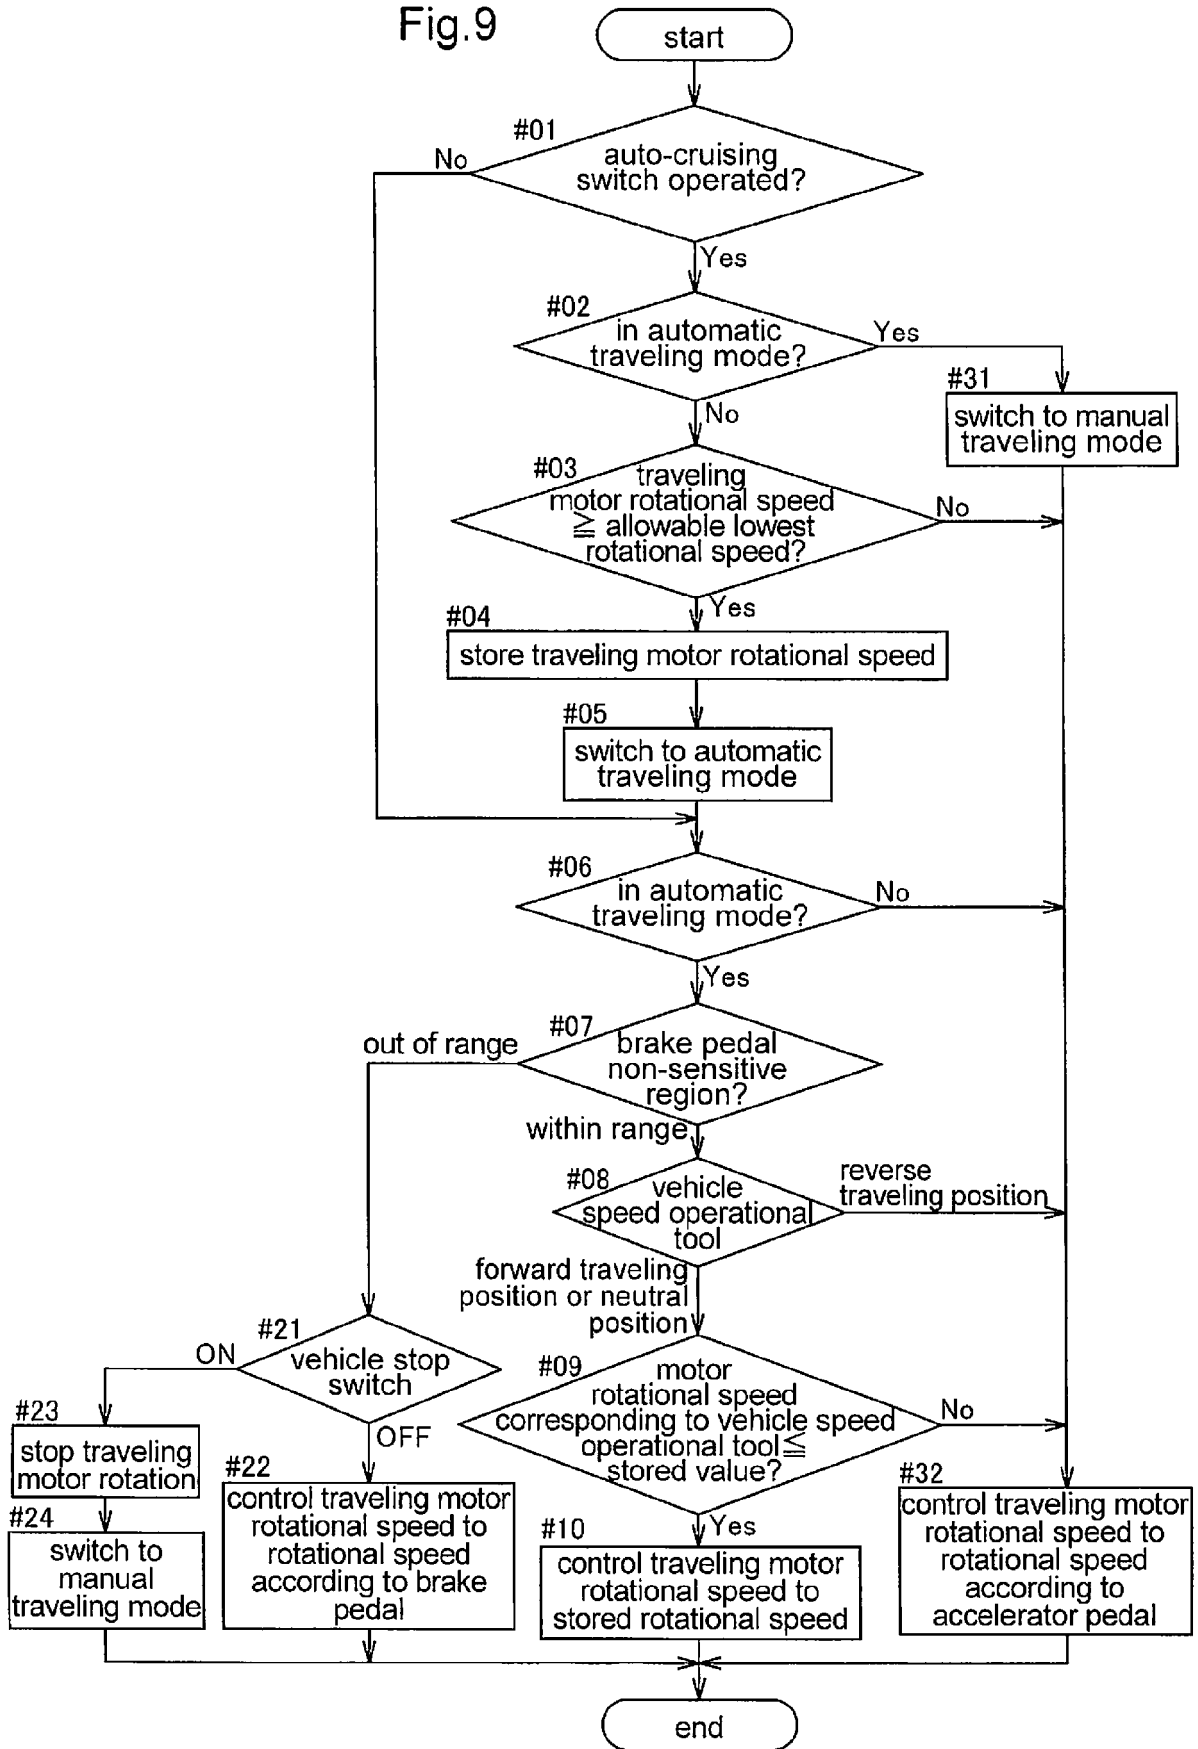 Fig.9
start
#01
auto-cruising
switch operated?
No
Yes
#02
in automatic
traveling mode?
Yes
No
#31
switch to manual
traveling mode
#03
traveling
motor rotational speed
≧ allowable lowest
rotational speed?
No
Yes
#04
store traveling motor rotational speed
#05
switch to automatic
traveling mode
#06
in automatic
traveling mode?
No
Yes
#07
brake pedal
non-sensitive
region?
out of range
within range
#08
vehicle
speed operational
tool
reverse
traveling position
forward traveling
position or neutral
position
#21
vehicle stop
switch
ON
OFF
#09
motor
rotational speed
corresponding to vehicle speed
operational tool≦
stored value?
No
Yes
#23
stop traveling
motor rotation
#24
switch to
manual
traveling mode
#22
control traveling motor
rotational speed to
rotational speed
according to brake
pedal
#10
control traveling motor
rotational speed to
stored rotational speed
#32
control traveling motor
rotational speed to
rotational speed
according to
accelerator pedal
end